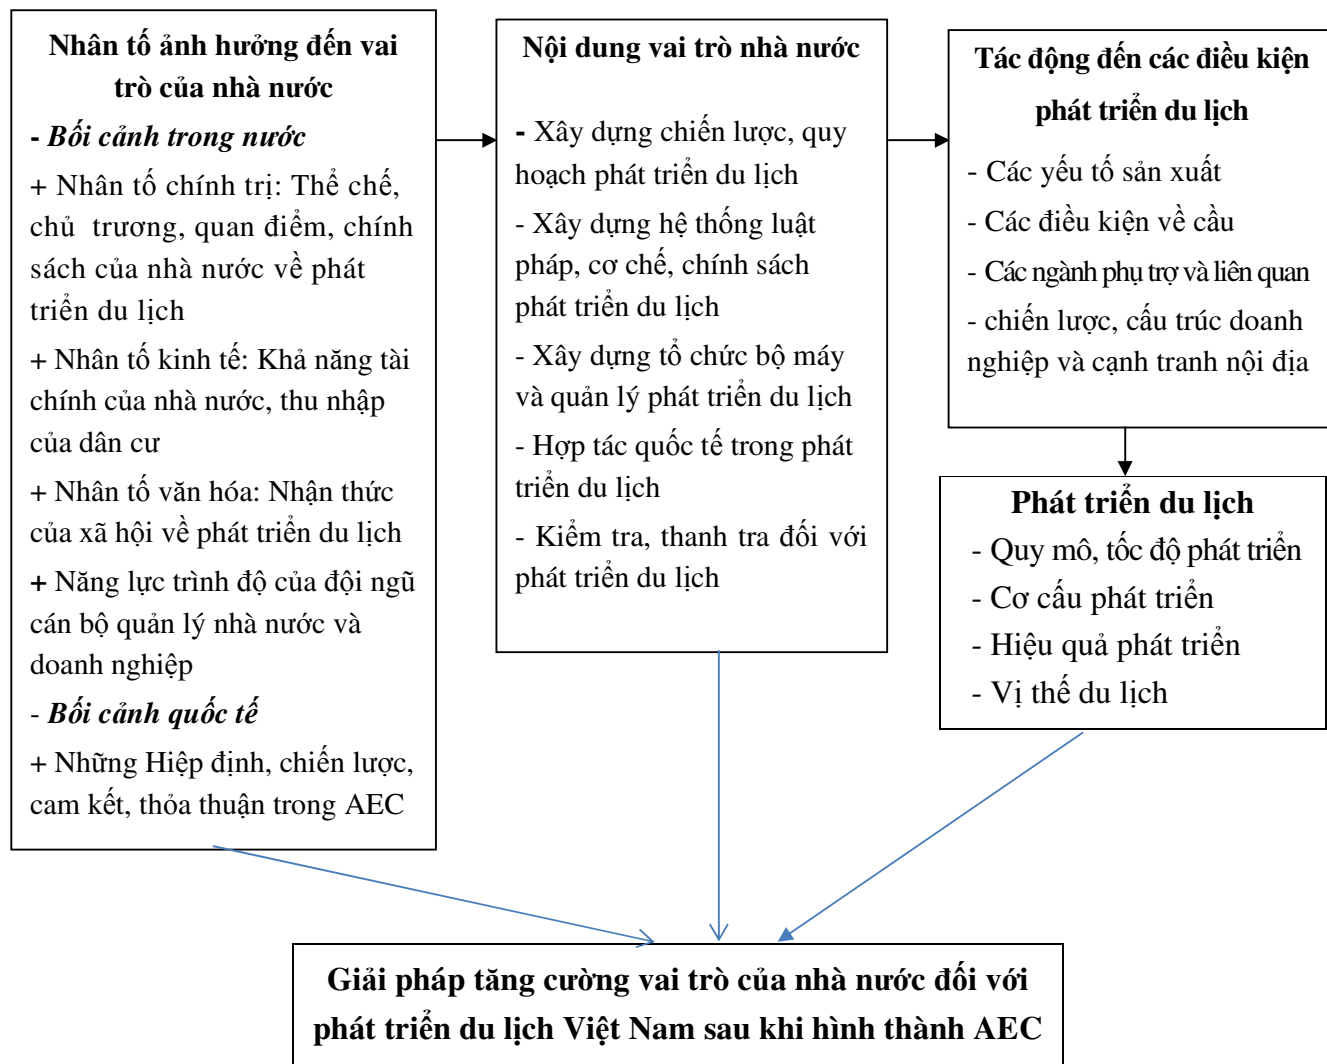 Nhân tố ảnh hưởng đến vai
trò của nhà nước
- Bối cảnh trong nước
+ Nhân tố chính trị: Thể chế,
chủ trương, quan điểm, chính
sách của nhà nước về phát
triển du lịch
+ Nhân tố kinh tế: Khả năng tài
chính của nhà nước, thu nhập
của dân cư
+ Nhân tố văn hóa: Nhận thức
của xã hội về phát triển du lịch
+ Năng lực trình độ của đội ngũ
cán bộ quản lý nhà nước và
doanh nghiệp
- Bối cảnh quốc tế
+ Những Hiệp định, chiến lược,
cam kết, thỏa thuận trong AEC
Nội dung vai trò nhà nước
- Xây dựng chiến lược, quy
hoạch phát triển du lịch
- Xây dựng hệ thống luật
pháp, cơ chế, chính sách
phát triển du lịch
- Xây dựng tổ chức bộ máy
và quản lý phát triển du lịch
- Hợp tác quốc tế trong phát
triển du lịch
- Kiểm tra, thanh tra đối với
phát triển du lịch
Tác động đến các điều kiện
phát triển du lịch
- Các yếu tố sản xuất
- Các điều kiện về cầu
- Các ngành phụ trợ và liên quan
- chiến lược, cấu trúc doanh
nghiệp và cạnh tranh nội địa
Phát triển du lịch
- Quy mô, tốc độ phát triển
- Cơ cấu phát triển
- Hiệu quả phát triển
- Vị thế du lịch
Giải pháp tăng cường vai trò của nhà nước đối với
phát triển du lịch Việt Nam sau khi hình thành AEC